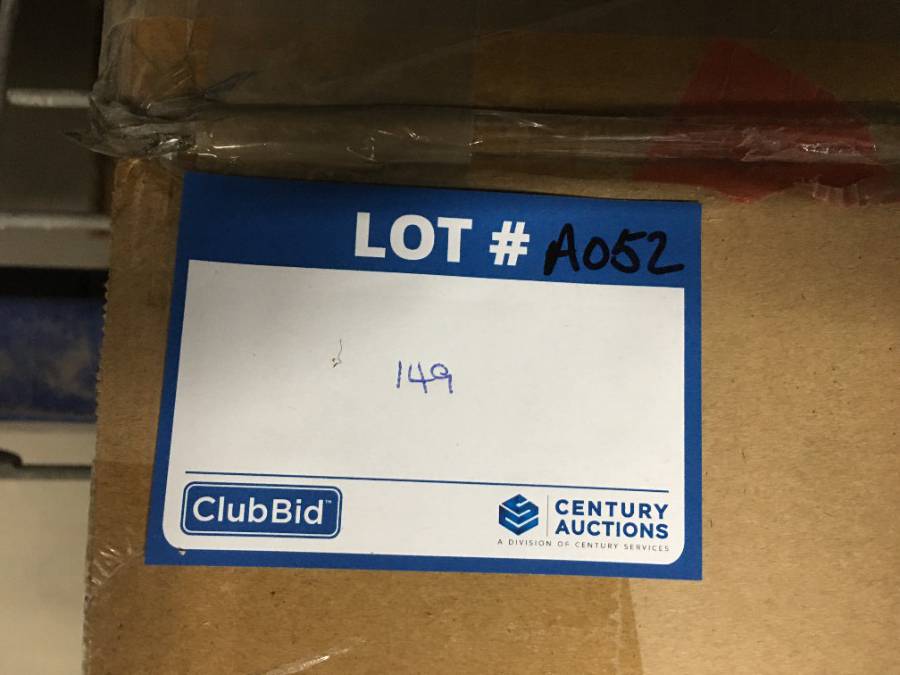 LOT # A052
149
ClubBid™
CENTURY
AUCTIONS
A DIVISION OF CENTURY SERVICES